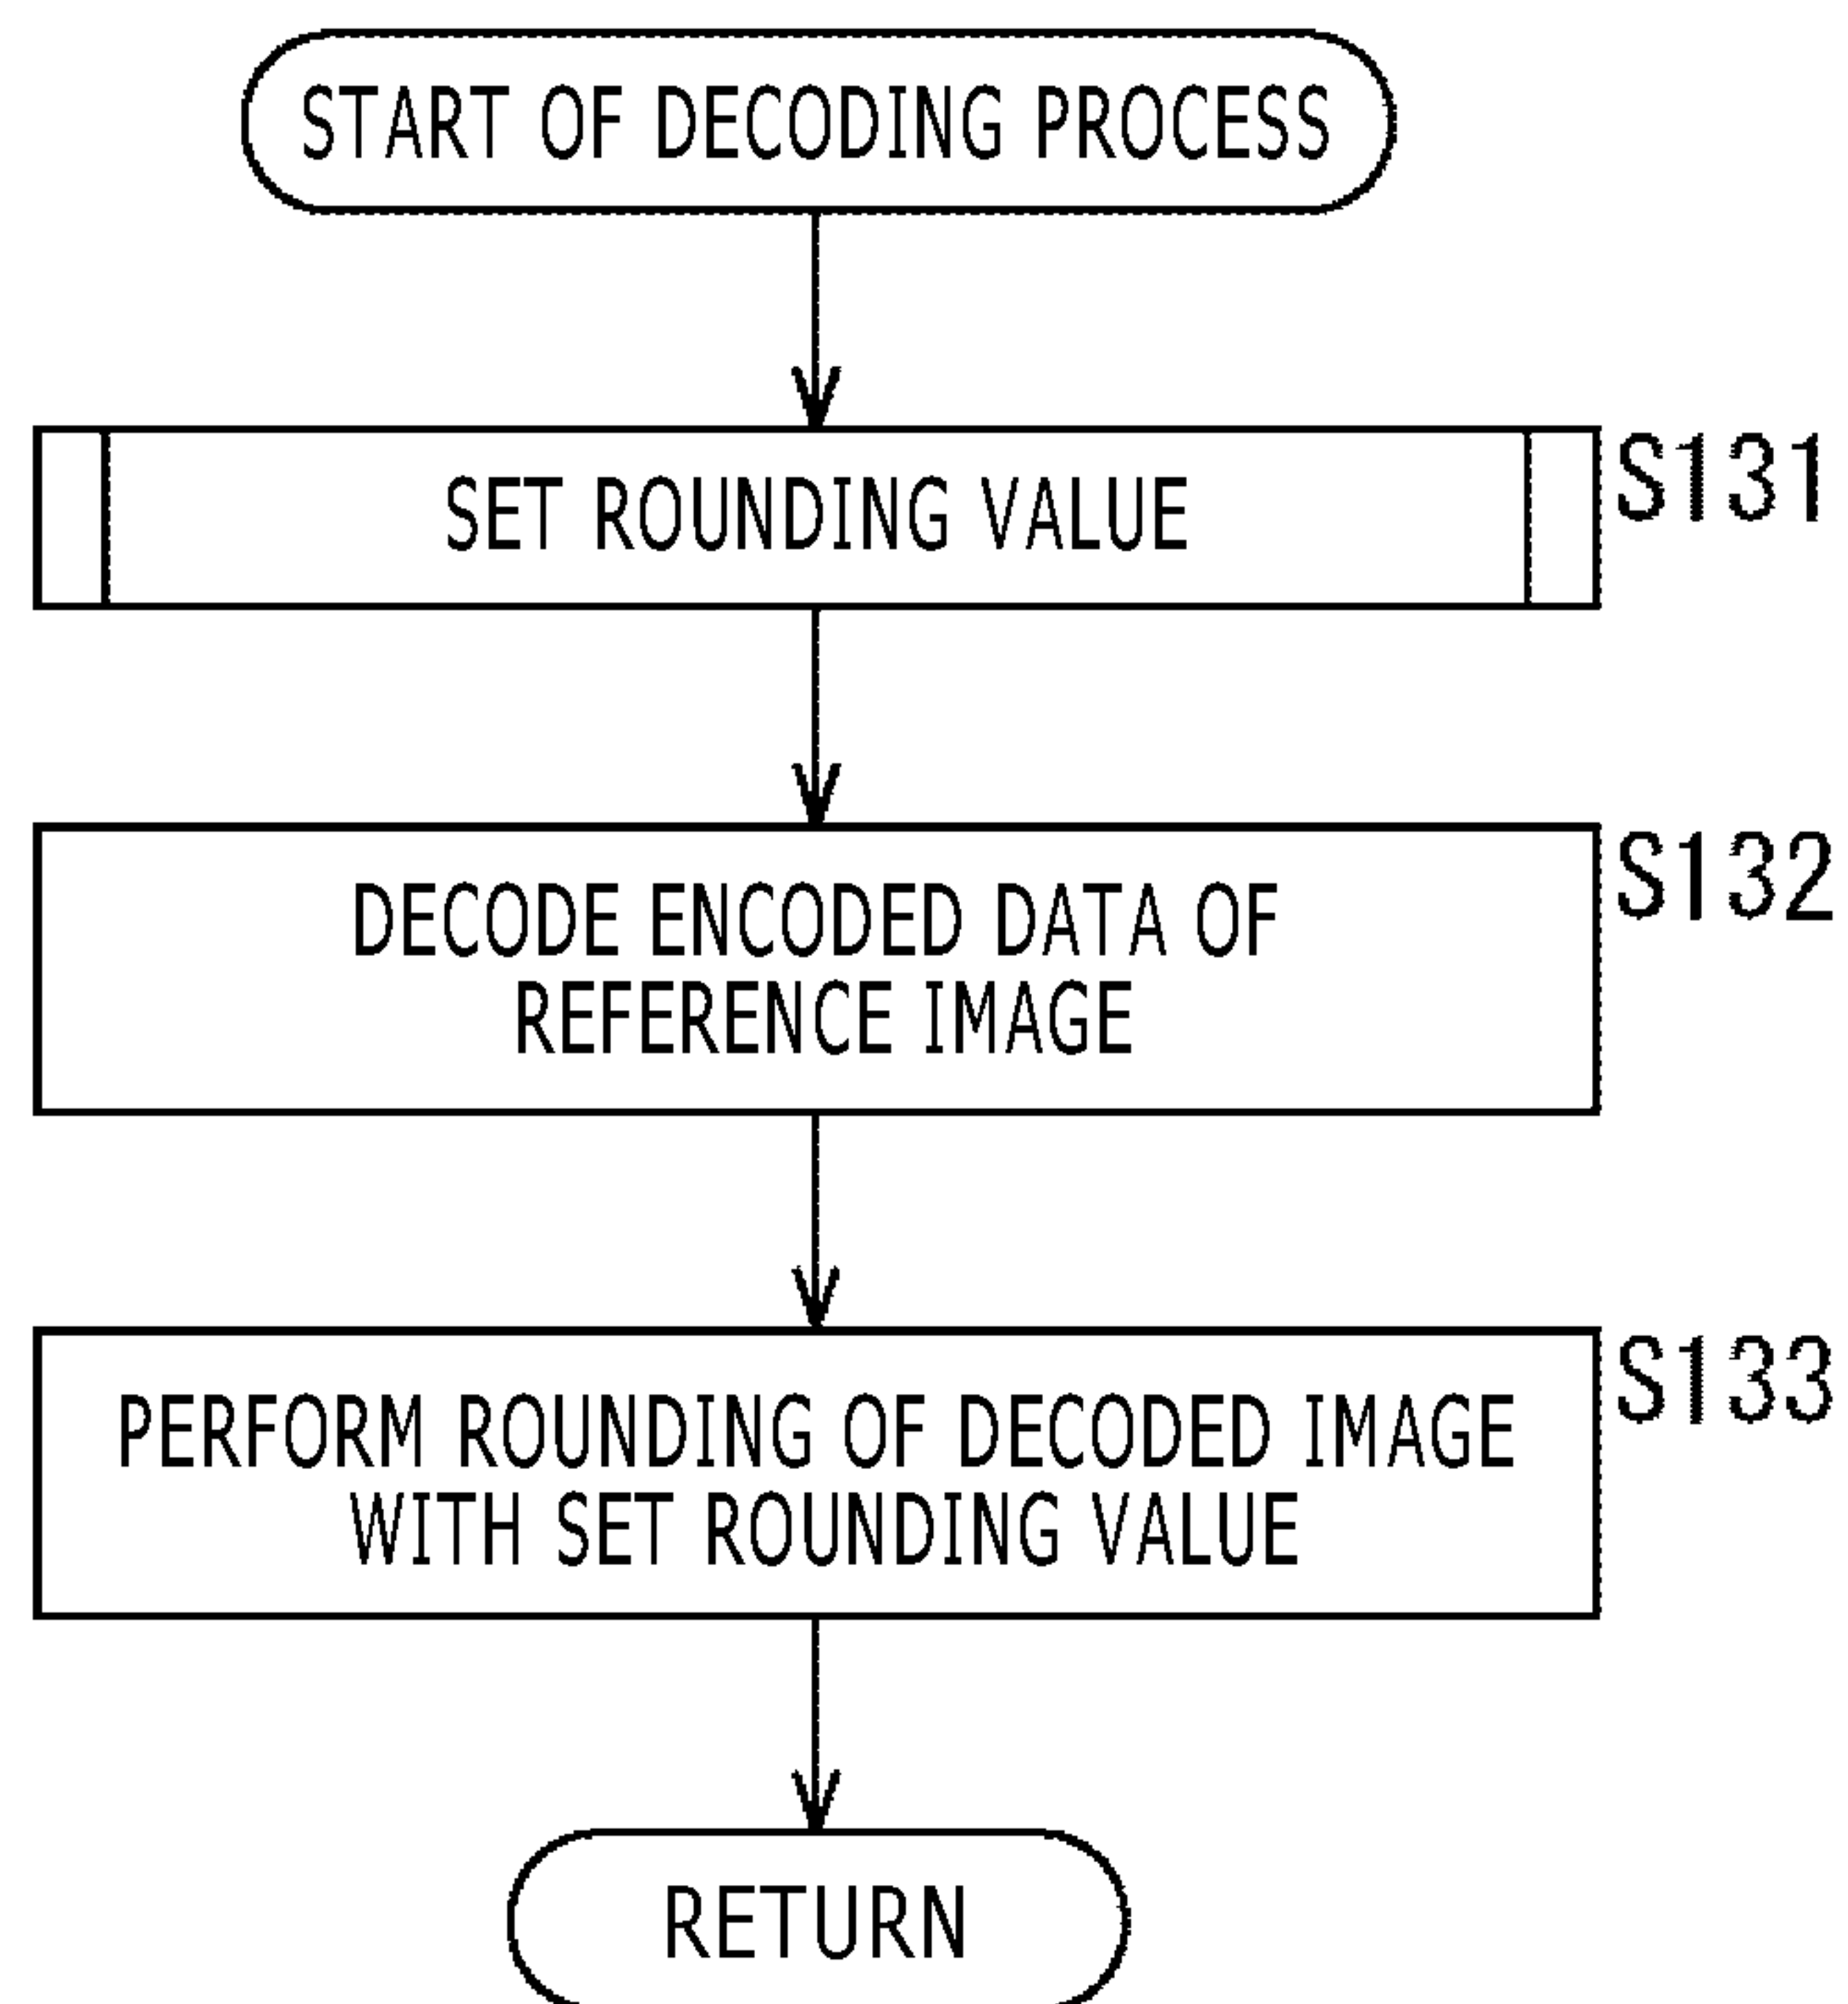 START OF DECODING PROCESS
SET ROUNDING VALUE
S131
DECODE ENCODED DATA OF
REFERENCE IMAGE
S132
PERFORM ROUNDING OF DECODED IMAGE
WITH SET ROUNDING VALUE
S133
RETURN